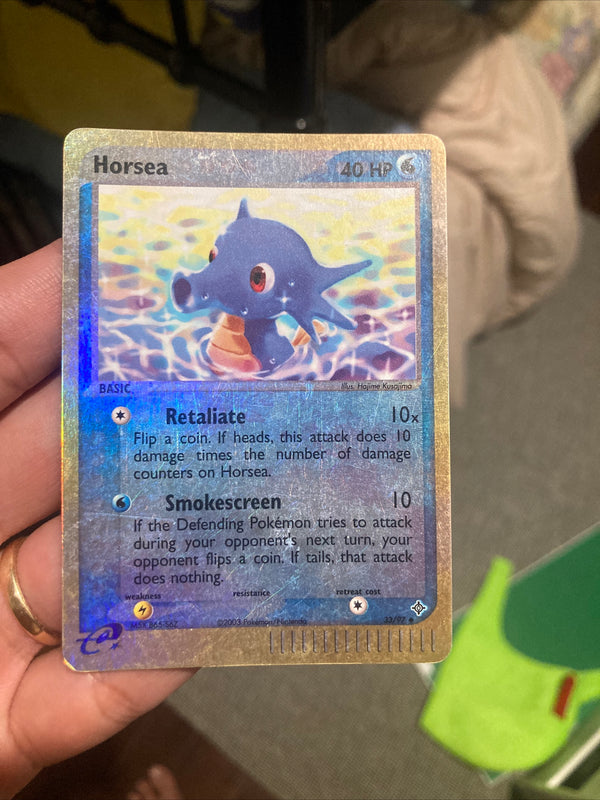 Horsea
40 HP
BASIC
Illus. Hajime Kusajima
Retaliate 10x
Flip a coin. If heads, this attack does 10
damage times the number of damage
counters on Horsea.
Smokescreen 10
If the Defending Pokémon tries to attack
during your opponent's next turn, your
opponent flips a coin. If tails, that attack
does nothing.
weakness resistance retreat cost
©2003 Pokémon/Nintendo 33/97